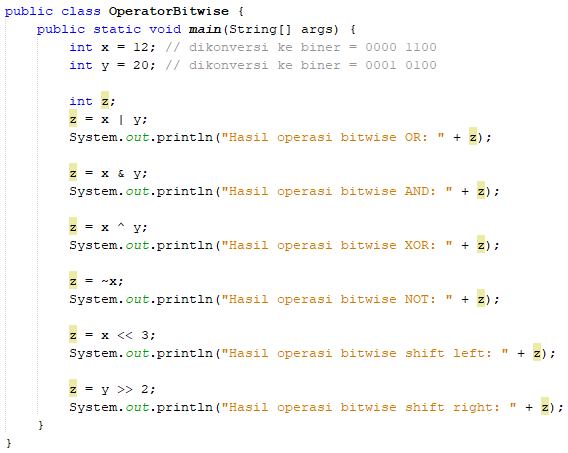 public class OperatorBitwise {
public static void main(String[] args) {
int x = 12; // dikonversi ke biner = 0000 1100
int y = 20; // dikonversi ke biner = 0001 0100
int z;
z = x | y;
System.out.println("Hasil operasi bitwise OR: " + z);
z = x & y;
System.out.println("Hasil operasi bitwise AND: " + z);
z = x ^ y;
System.out.println("Hasil operasi bitwise XOR: " + z);
z = ~x;
System.out.println("Hasil operasi bitwise NOT: " + z);
z = x << 3;
System.out.println("Hasil operasi bitwise shift left: " + z);
z = y >> 2;
System.out.println("Hasil operasi bitwise shift right: " + z);
}
}